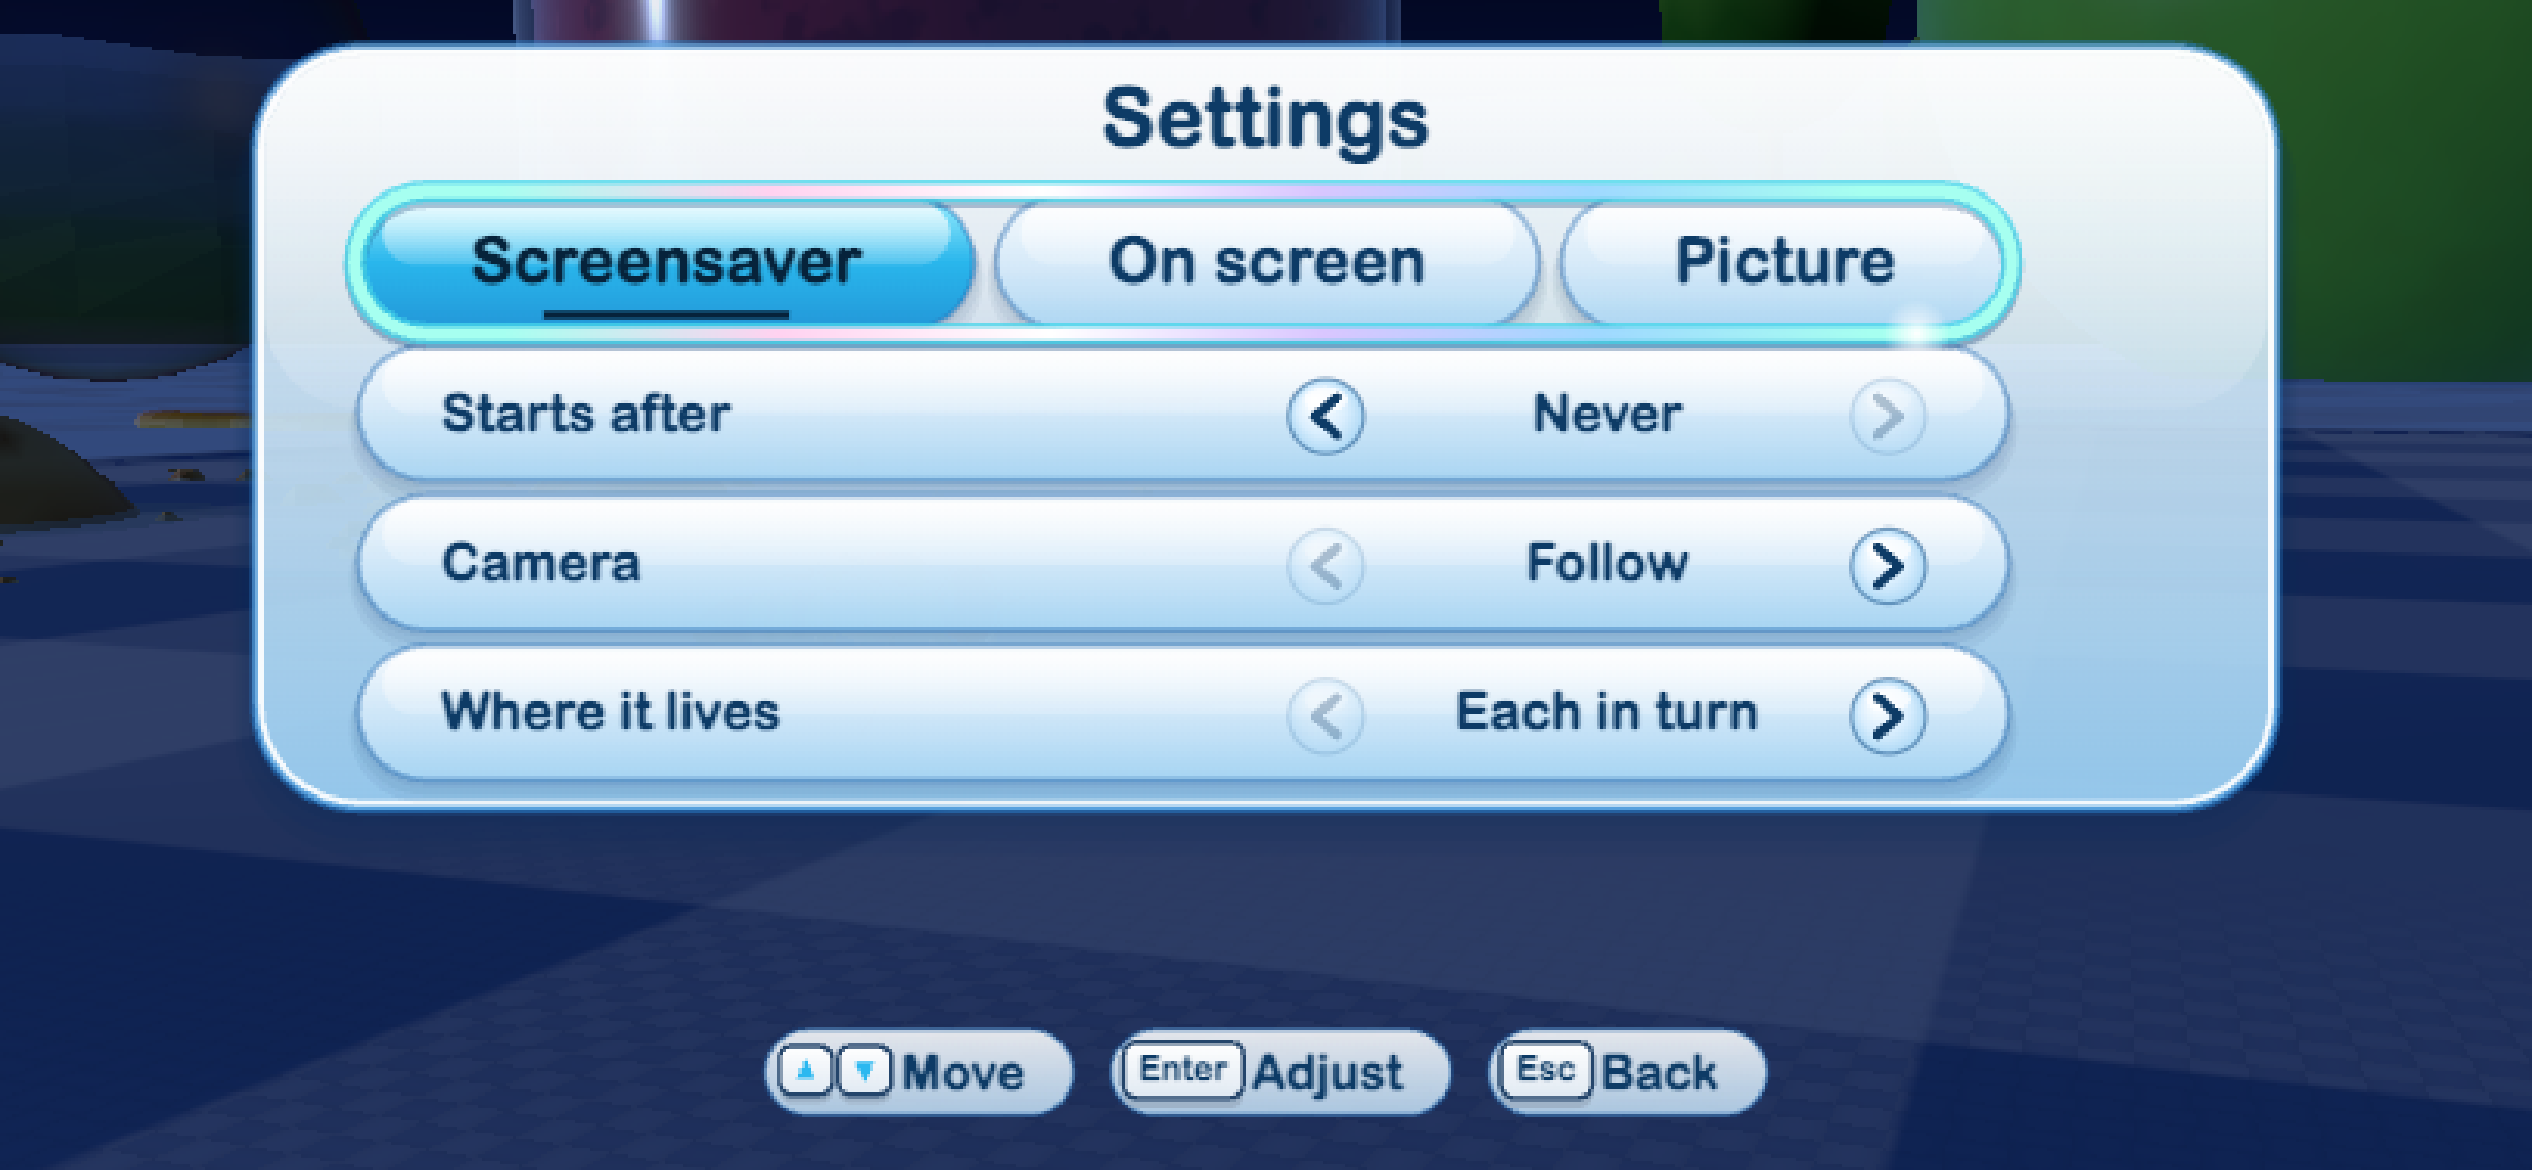 Settings
Screensaver On screen Picture
Starts after < Never >
Camera < Follow >
Where it lives < Each in turn >
▲ ▼ Move Enter Adjust Esc Back